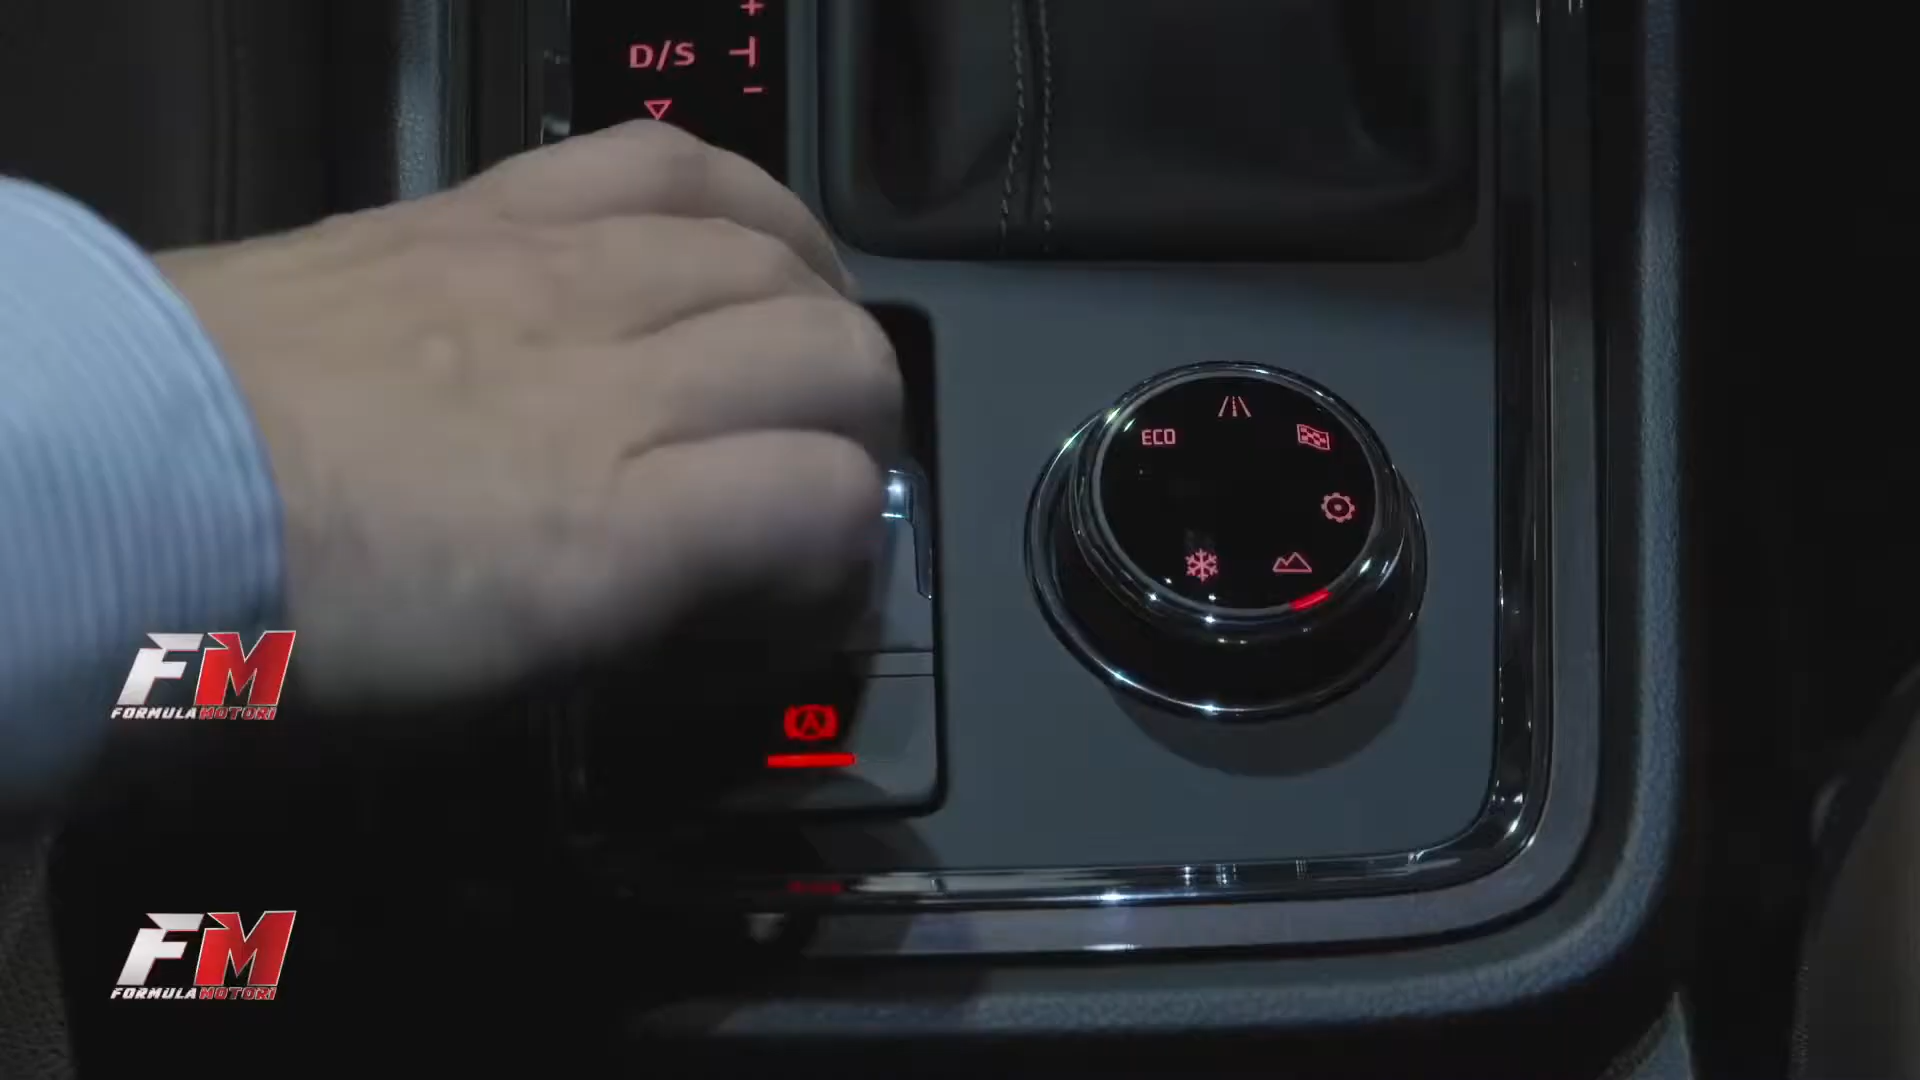 +
D/S
-
ECO
A
FM
FORMULA MOTORI
FM
FORMULA MOTORI